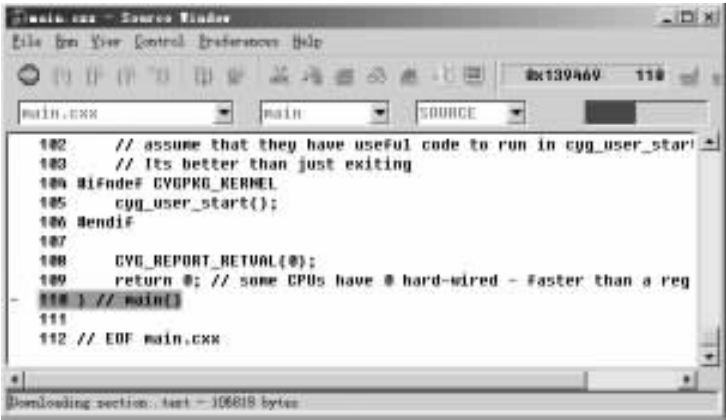 main.cxx - Source Window
File Run View Control Preferences Help
0x139469 110
main.cxx main SOURCE
102 // assume that they have useful code to run in cyg_user_start
103 // Its better than just exiting
104 #ifndef CYGPKG_KERNEL
105 cyg_user_start();
106 #endif
107
108 CYG_REPORT_RETVAL(0);
109 return 0; // some CPUs have 0 hard-wired - faster than a reg
110 } // main()
111
112 // EOF main.cxx
Downloading section .text - 106818 bytes